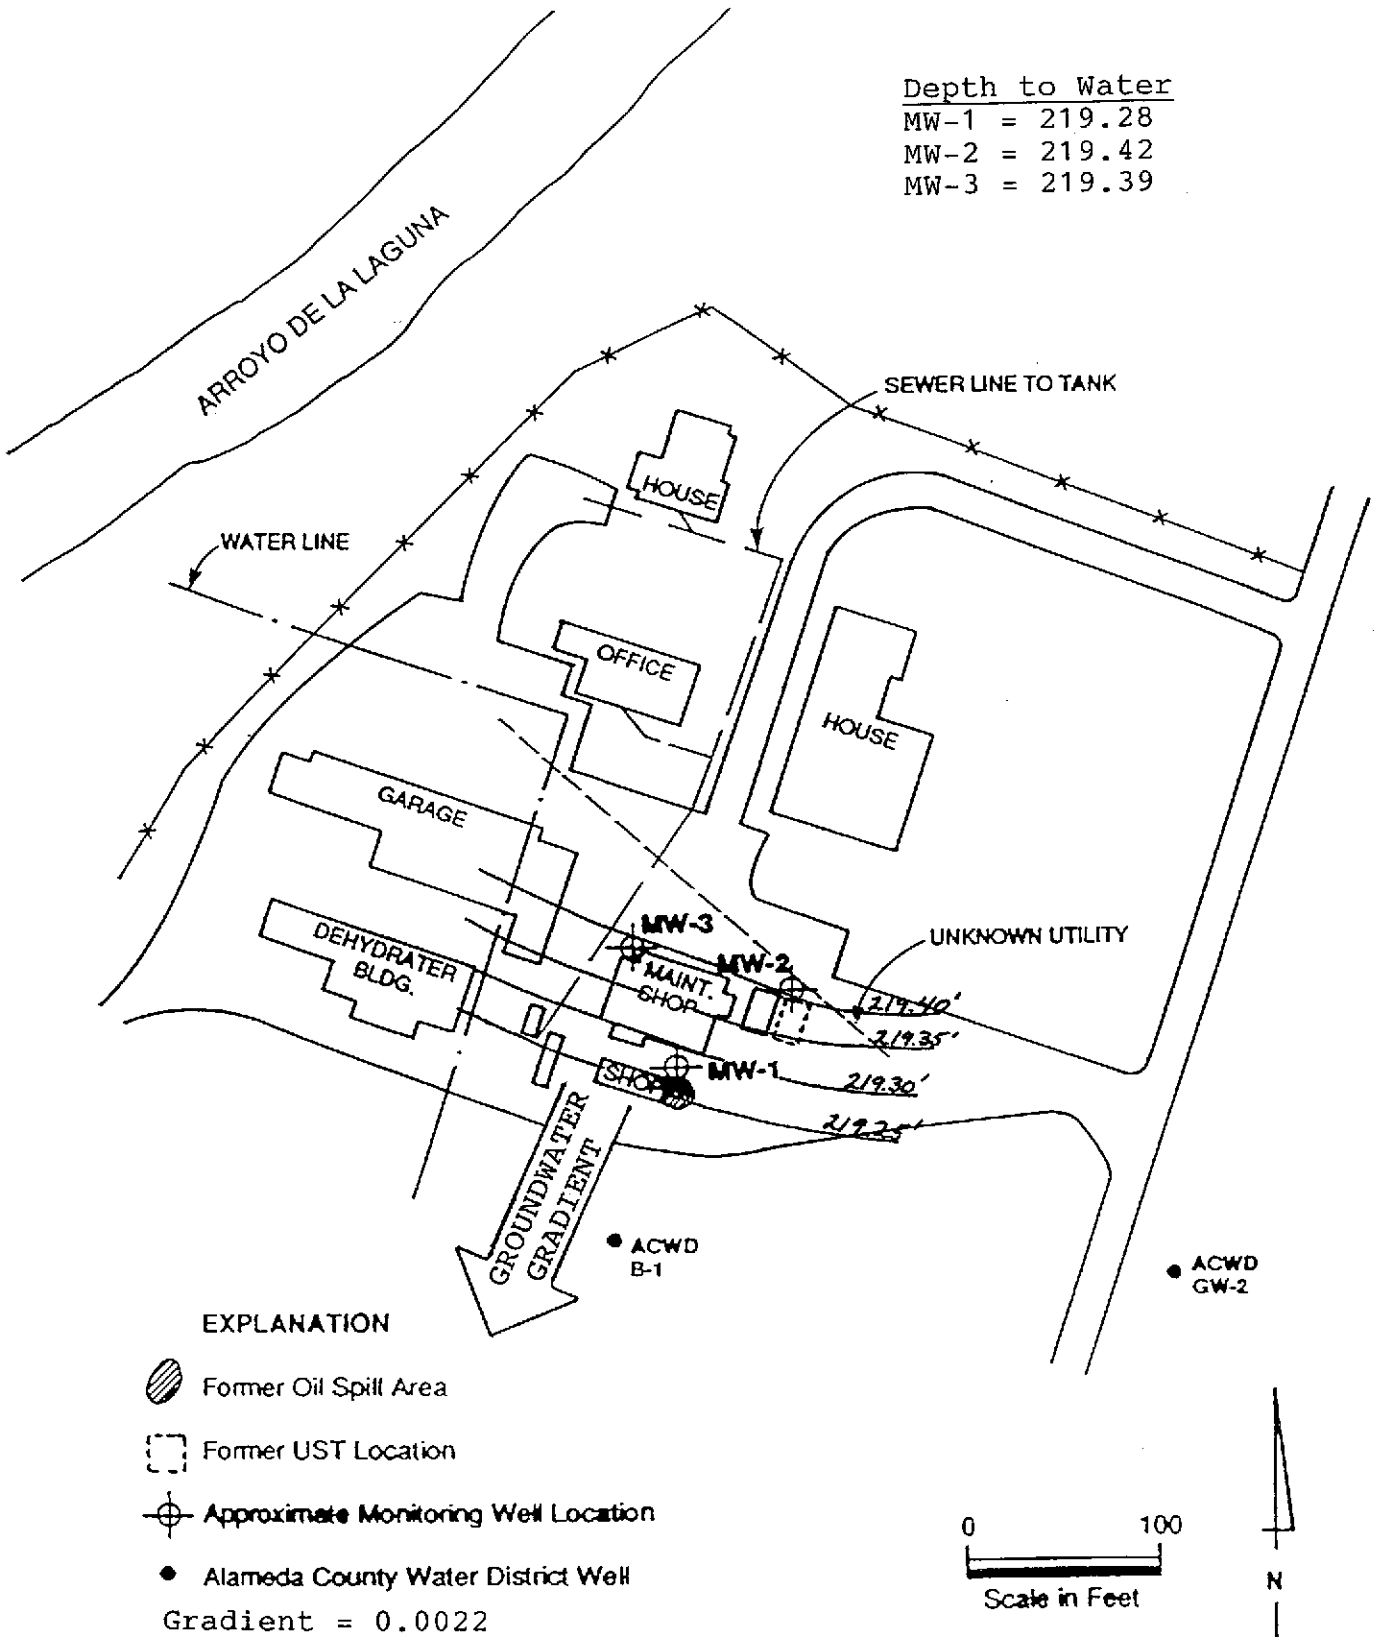 Depth to Water
MW-1 = 219.28
MW-2 = 219.42
MW-3 = 219.39
ARROYO DE LA LAGUNA
SEWER LINE TO TANK
HOUSE
WATER LINE
OFFICE
HOUSE
GARAGE
MW-3
DEHYDRATER
BLDG.
UNKNOWN UTILITY
MW-2
MAINT.
SHOP
219.40'
219.35'
MW-1
219.30'
SHOP
219.25'
GROUNDWATER
GRADIENT
ACWD
B-1
ACWD
GW-2
EXPLANATION
Former Oil Spill Area
Former UST Location
Approximate Monitoring Well Location
Alameda County Water District Well
Gradient = 0.0022
0 100
Scale in Feet
N